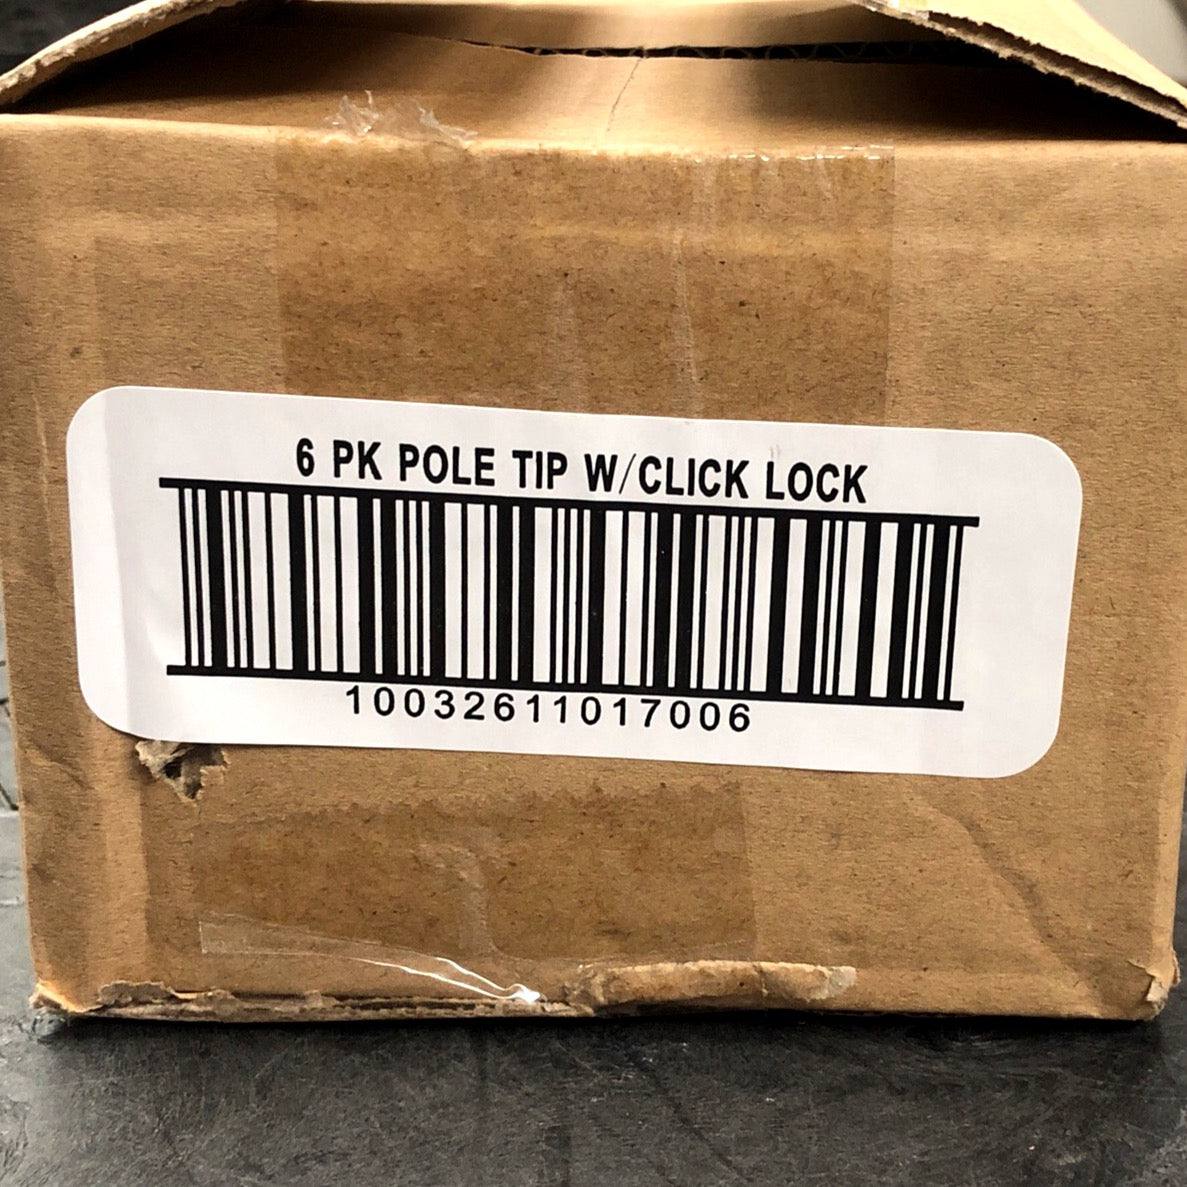 6 PK POLE TIP W/CLICK LOCK
10032611017006